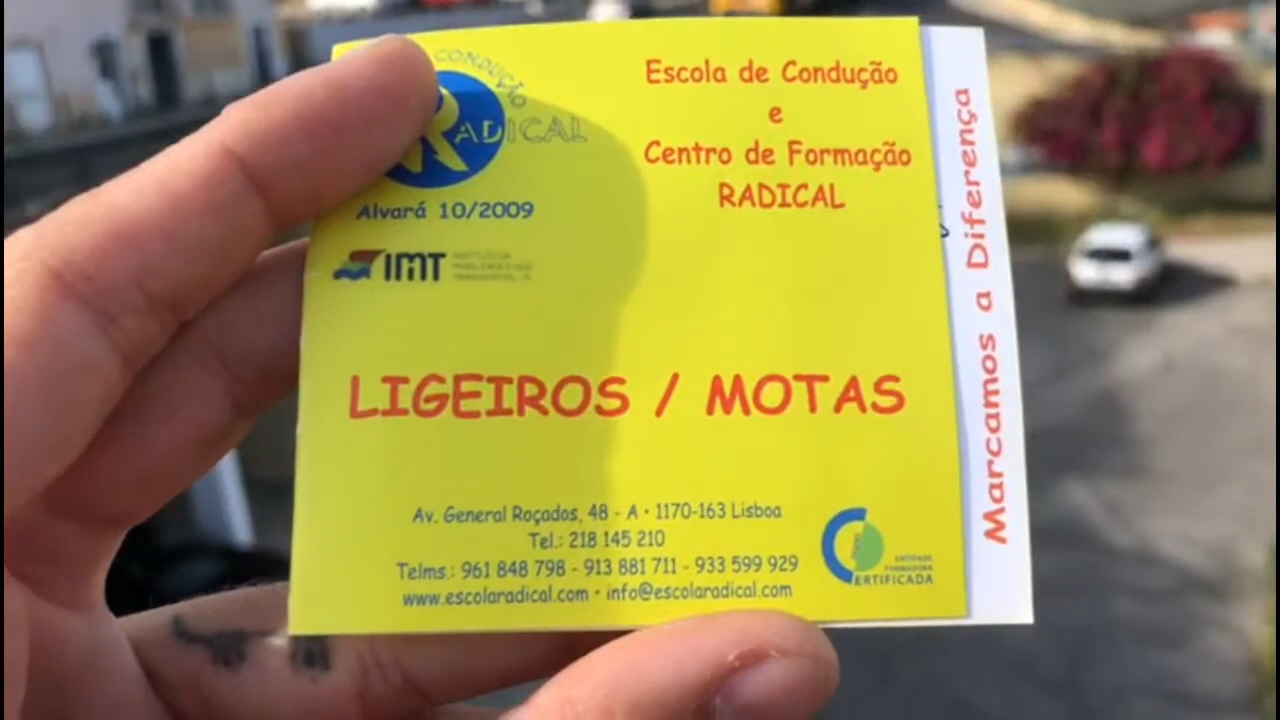 CONDUÇÃO
RADICAL
Alvará 10/2009
IMT
Escola de Condução
e
Centro de Formação
RADICAL
LIGEIROS / MOTAS
Av. General Roçados, 48 - A • 1170-163 Lisboa
Tel.: 218 145 210
Telms.: 961 848 798 - 913 881 711 - 933 599 929
www.escolaradical.com • info@escolaradical.com
ENTIDADE
FORMADORA
CERTIFICADA
Marcamos a Diferença